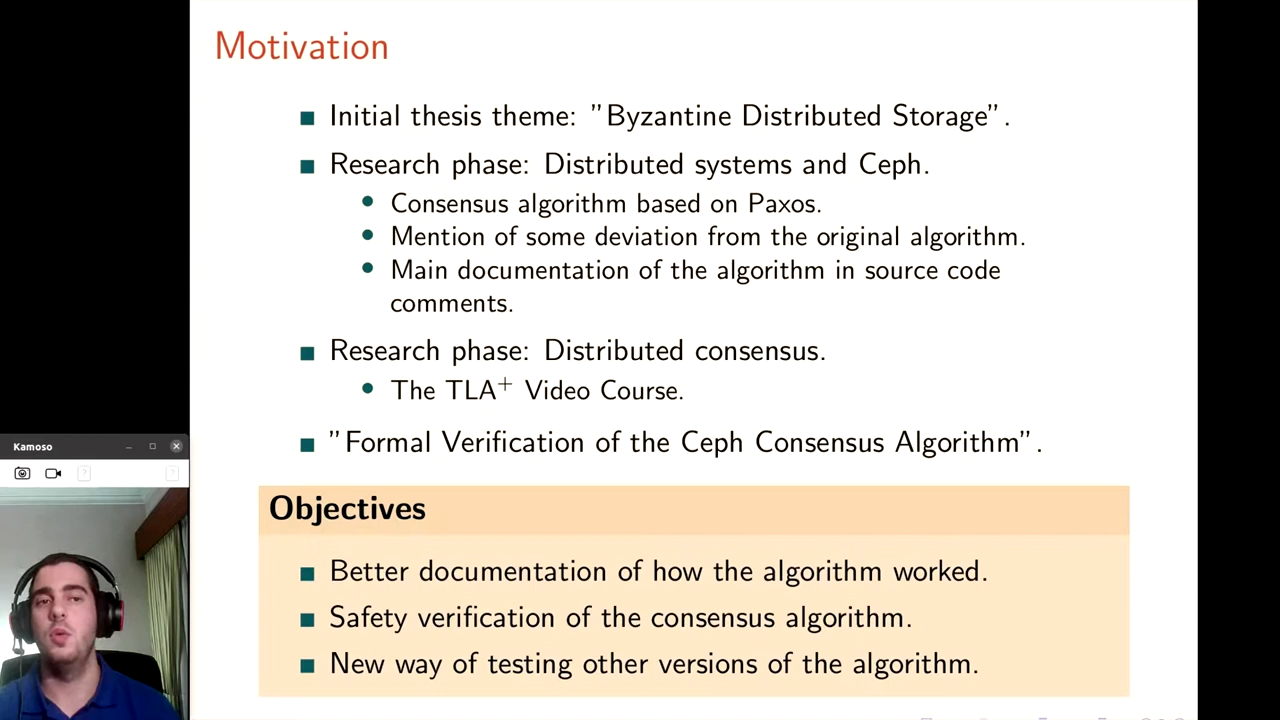 Motivation
Initial thesis theme: ”Byzantine Distributed Storage”.
Research phase: Distributed systems and Ceph.
Consensus algorithm based on Paxos.
Mention of some deviation from the original algorithm.
Main documentation of the algorithm in source code
comments.
Research phase: Distributed consensus.
The TLA+ Video Course.
”Formal Verification of the Ceph Consensus Algorithm”.
Kamoso
Objectives
Better documentation of how the algorithm worked.
Safety verification of the consensus algorithm.
New way of testing other versions of the algorithm.